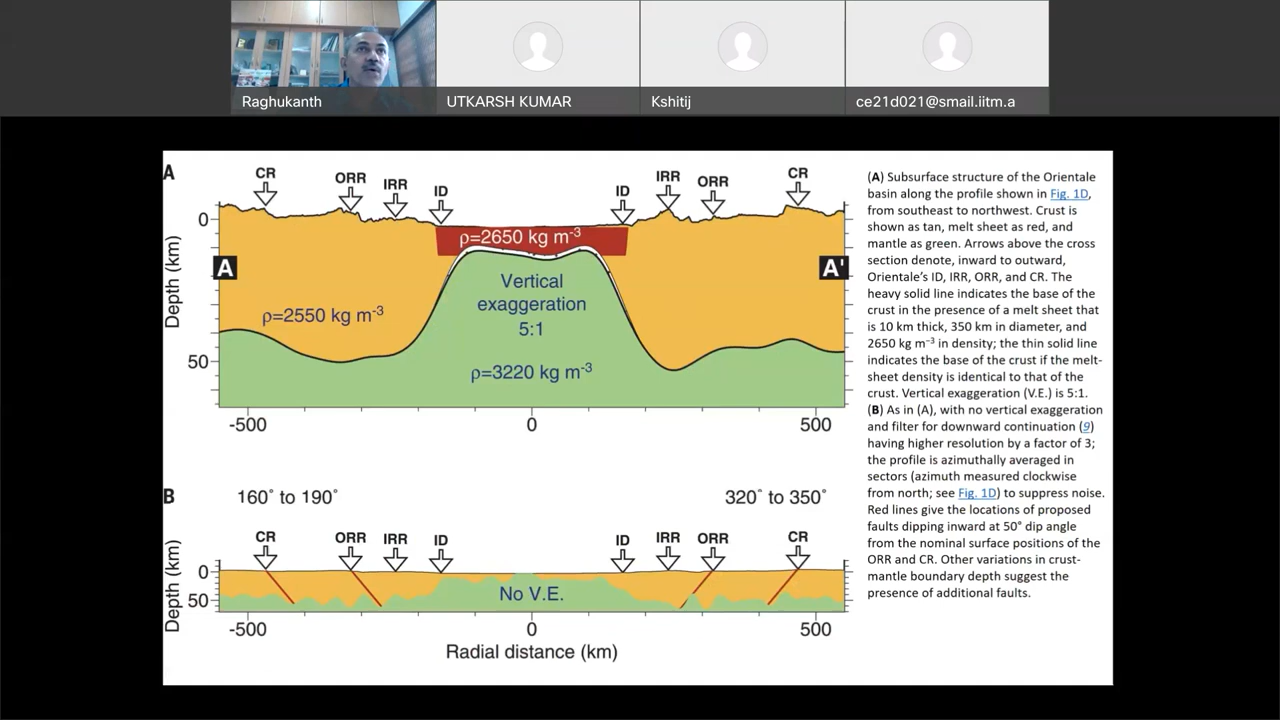 Raghukanth
UTKARSH KUMAR
Kshitij
ce21d021@smail.iitm.a
A
CR
ORR
IRR
ID
ID
IRR
ORR
CR
0
50
Depth (km)
A
A'
ρ=2650 kg m⁻³
Vertical
exaggeration
5:1
ρ=2550 kg m⁻³
ρ=3220 kg m⁻³
-500
0
500
B
160° to 190°
320° to 350°
CR
ORR
IRR
ID
ID
IRR
ORR
CR
0
50
Depth (km)
No V.E.
-500
0
500
Radial distance (km)
(A) Subsurface structure of the Orientale
basin along the profile shown in Fig. 1D,
from southeast to northwest. Crust is
shown as tan, melt sheet as red, and
mantle as green. Arrows above the cross
section denote, inward to outward,
Orientale's ID, IRR, ORR, and CR. The
heavy solid line indicates the base of the
crust in the presence of a melt sheet that
is 10 km thick, 350 km in diameter, and
2650 kg m⁻³ in density; the thin solid line
indicates the base of the crust if the melt-
sheet density is identical to that of the
crust. Vertical exaggeration (V.E.) is 5:1.
(B) As in (A), with no vertical exaggeration
and filter for downward continuation (9)
having higher resolution by a factor of 3;
the profile is azimuthally averaged in
sectors (azimuth measured clockwise
from north; see Fig. 1D) to suppress noise.
Red lines give the locations of proposed
faults dipping inward at 50° dip angle
from the nominal surface positions of the
ORR and CR. Other variations in crust-
mantle boundary depth suggest the
presence of additional faults.